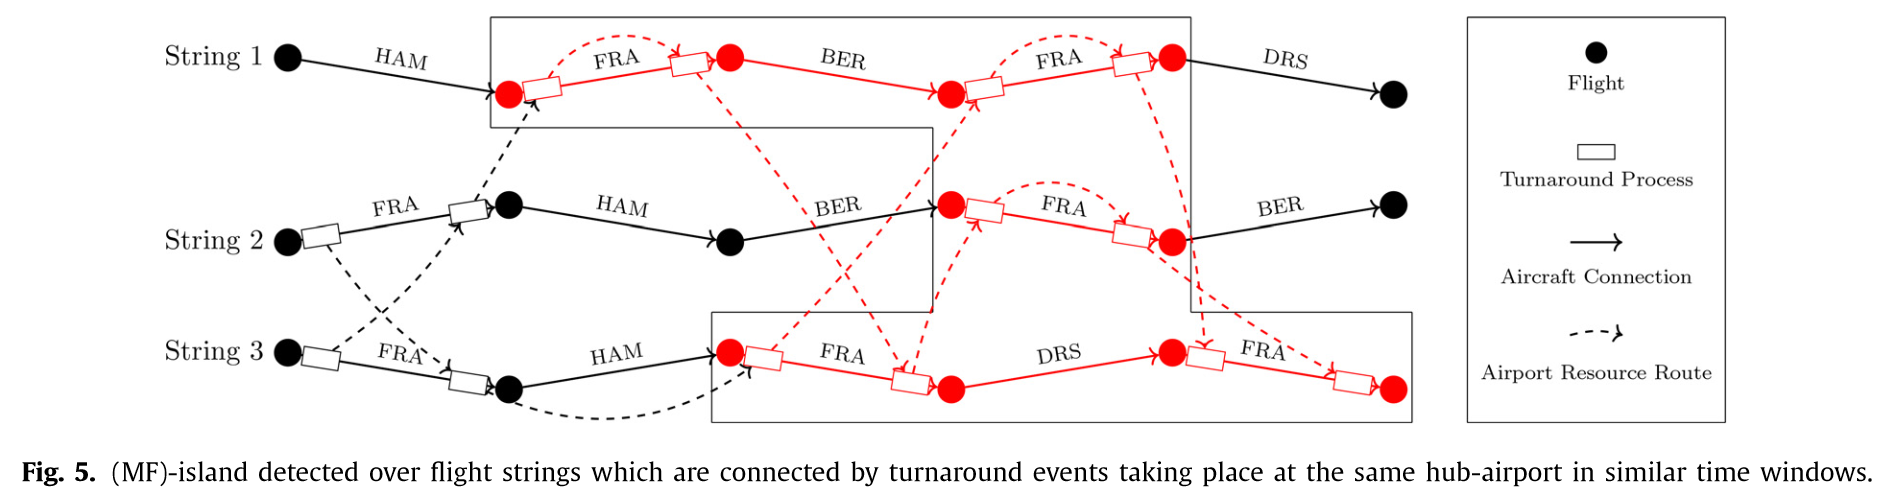 String 1 HAM FRA BER FRA DRS
String 2 FRA HAM BER FRA BER
String 3 FRA HAM FRA DRS FRA
Flight
Turnaround Process
Aircraft Connection
Airport Resource Route
Fig. 5. (MF)-island detected over flight strings which are connected by turnaround events taking place at the same hub-airport in similar time windows.